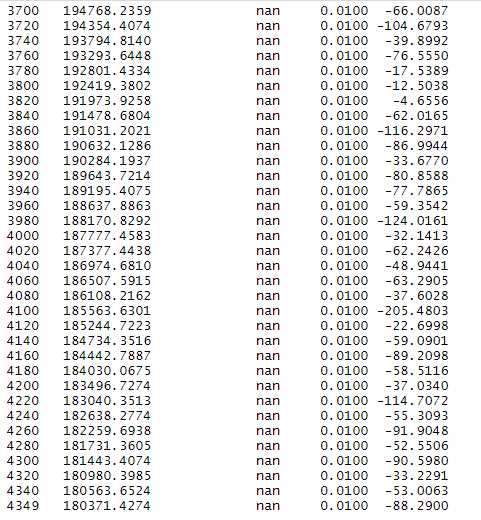 3700 194768.2359 nan 0.0100 -66.0087
3720 194354.4074 nan 0.0100 -104.6793
3740 193794.8140 nan 0.0100 -39.8992
3760 193293.6448 nan 0.0100 -76.5550
3780 192801.4334 nan 0.0100 -17.5389
3800 192419.3802 nan 0.0100 -12.5038
3820 191973.9258 nan 0.0100 -4.6556
3840 191478.6804 nan 0.0100 -62.0165
3860 191031.2021 nan 0.0100 -116.2971
3880 190632.1286 nan 0.0100 -86.9944
3900 190284.1937 nan 0.0100 -33.6770
3920 189643.7214 nan 0.0100 -80.8588
3940 189195.4075 nan 0.0100 -77.7865
3960 188637.8863 nan 0.0100 -59.3542
3980 188170.8292 nan 0.0100 -124.0161
4000 187777.4583 nan 0.0100 -32.1413
4020 187377.4438 nan 0.0100 -62.2426
4040 186974.6810 nan 0.0100 -48.9441
4060 186507.5915 nan 0.0100 -63.2905
4080 186108.2162 nan 0.0100 -37.6028
4100 185563.6301 nan 0.0100 -205.4803
4120 185244.7223 nan 0.0100 -22.6998
4140 184734.3516 nan 0.0100 -59.0901
4160 184442.7887 nan 0.0100 -89.2098
4180 184030.0675 nan 0.0100 -58.5116
4200 183496.7274 nan 0.0100 -37.0340
4220 183040.3513 nan 0.0100 -114.7072
4240 182638.2774 nan 0.0100 -55.3093
4260 182259.6938 nan 0.0100 -91.9048
4280 181731.3605 nan 0.0100 -52.5506
4300 181443.4074 nan 0.0100 -90.5980
4320 180980.3985 nan 0.0100 -33.2291
4340 180563.6524 nan 0.0100 -53.0063
4349 180371.4274 nan 0.0100 -88.2900